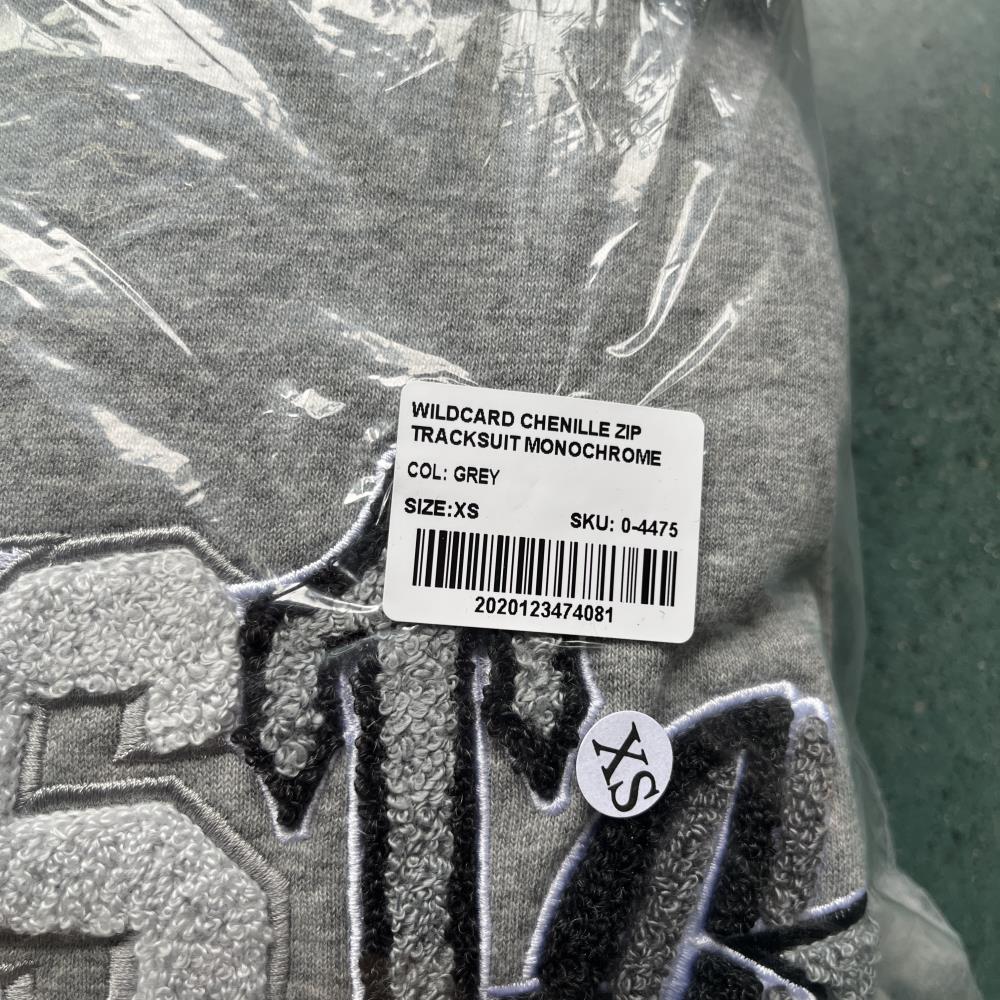 WILDCARD CHENILLE ZIP
TRACKSUIT MONOCHROME
COL: GREY
SIZE:XS SKU: 0-4475
2020123474081
XS